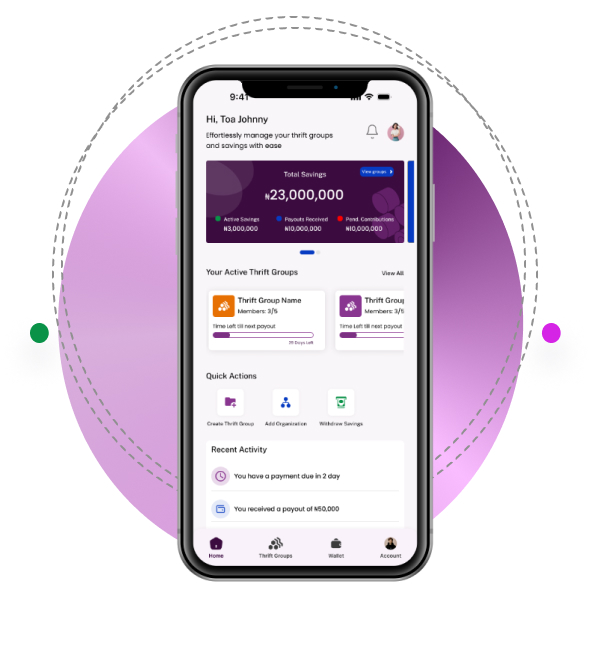 9:41
Hi, Toa Johnny
Effortlessly manage your thrift groups
and savings with ease
Total Savings
View groups
₦23,000,000
Active Savings Payouts Received Pend. Contributions
₦3,000,000 ₦10,000,000 ₦10,000,000
Your Active Thrift Groups View All
Thrift Group Name Thrift Group
Members: 3/5 Members: 3/5
Time Left till next payout Time Left till next payout
29 Days Left
Quick Actions
Create Thrift Group Add Organization Withdraw Savings
Recent Activity
You have a payment due in 2 day
You received a payout of ₦50,000
Home Thrift Groups Wallet Account